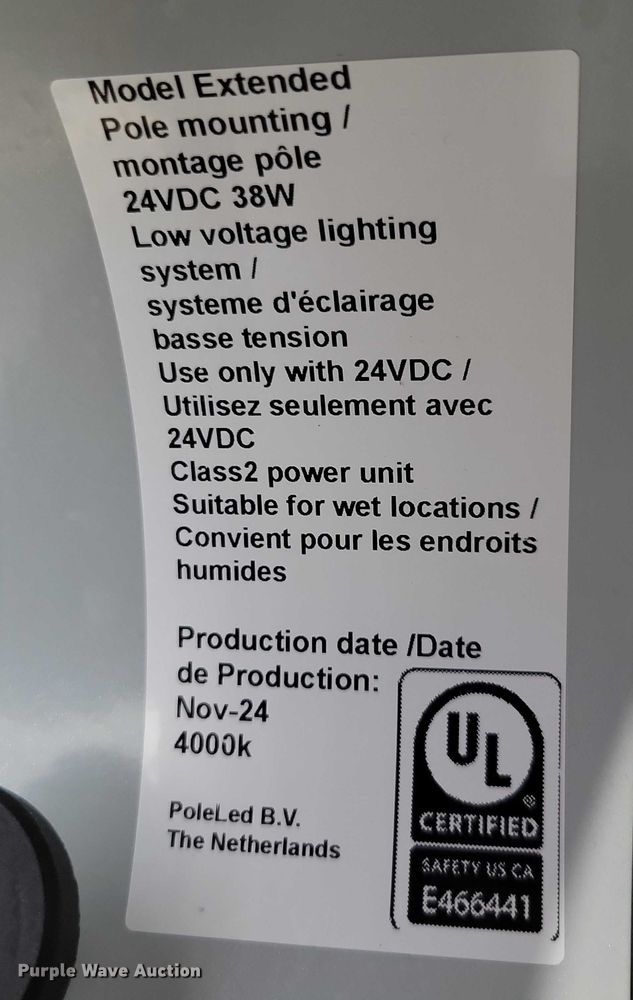 Model Extended
Pole mounting /
montage pôle
24VDC 38W
Low voltage lighting
system /
systeme d'éclairage
basse tension
Use only with 24VDC /
Utilisez seulement avec
24VDC
Class2 power unit
Suitable for wet locations /
Convient pour les endroits
humides
Production date /Date
de Production:
Nov-24
4000k
PoleLed B.V.
The Netherlands
UL
®
CERTIFIED
SAFETY US CA
E466441
Purple Wave Auction